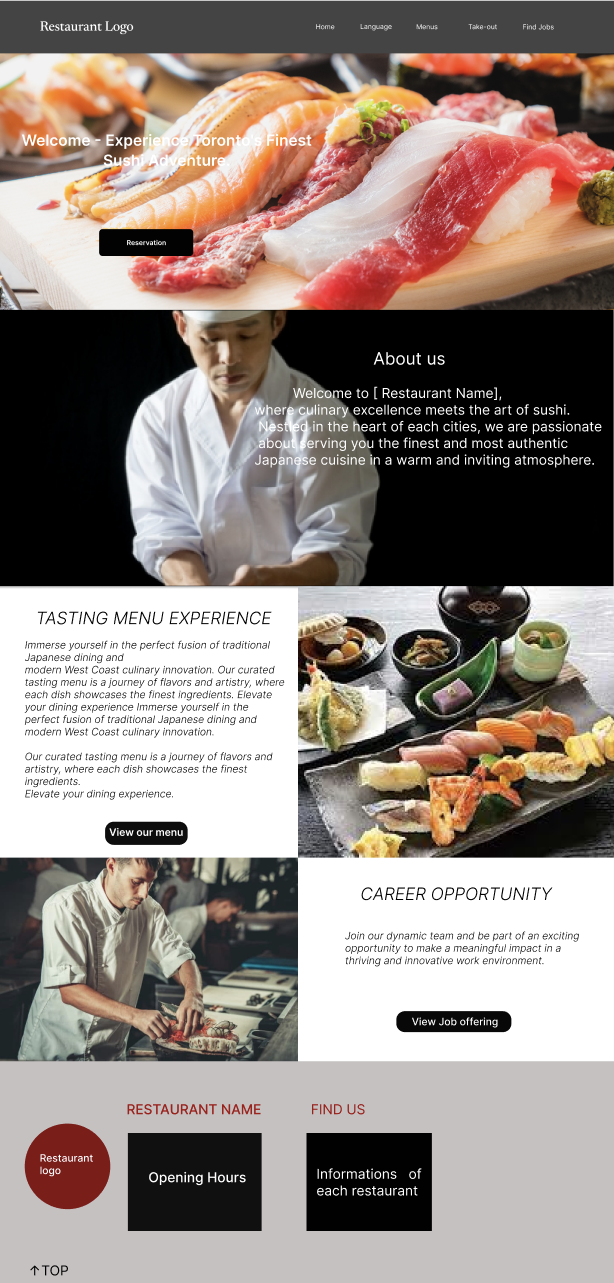 Restaurant Logo
Home Language Menus Take-out Find Jobs
Welcome - Experience Toronto's Finest
Sushi Adventure.
Reservation
About us
Welcome to [ Restaurant Name],
where culinary excellence meets the art of sushi.
Nestled in the heart of each cities, we are passionate
about serving you the finest and most authentic
Japanese cuisine in a warm and inviting atmosphere.
TASTING MENU EXPERIENCE
Immerse yourself in the perfect fusion of traditional
Japanese dining and
modern West Coast culinary innovation. Our curated
tasting menu is a journey of flavors and artistry, where
each dish showcases the finest ingredients. Elevate
your dining experience Immerse yourself in the
perfect fusion of traditional Japanese dining and
modern West Coast culinary innovation.
Our curated tasting menu is a journey of flavors and
artistry, where each dish showcases the finest
ingredients.
Elevate your dining experience.
View our menu
CAREER OPPORTUNITY
Join our dynamic team and be part of an exciting
opportunity to make a meaningful impact in a
thriving and innovative work environment.
View Job offering
Restaurant
logo
RESTAURANT NAME
Opening Hours
FIND US
Informations of
each restaurant
↑TOP